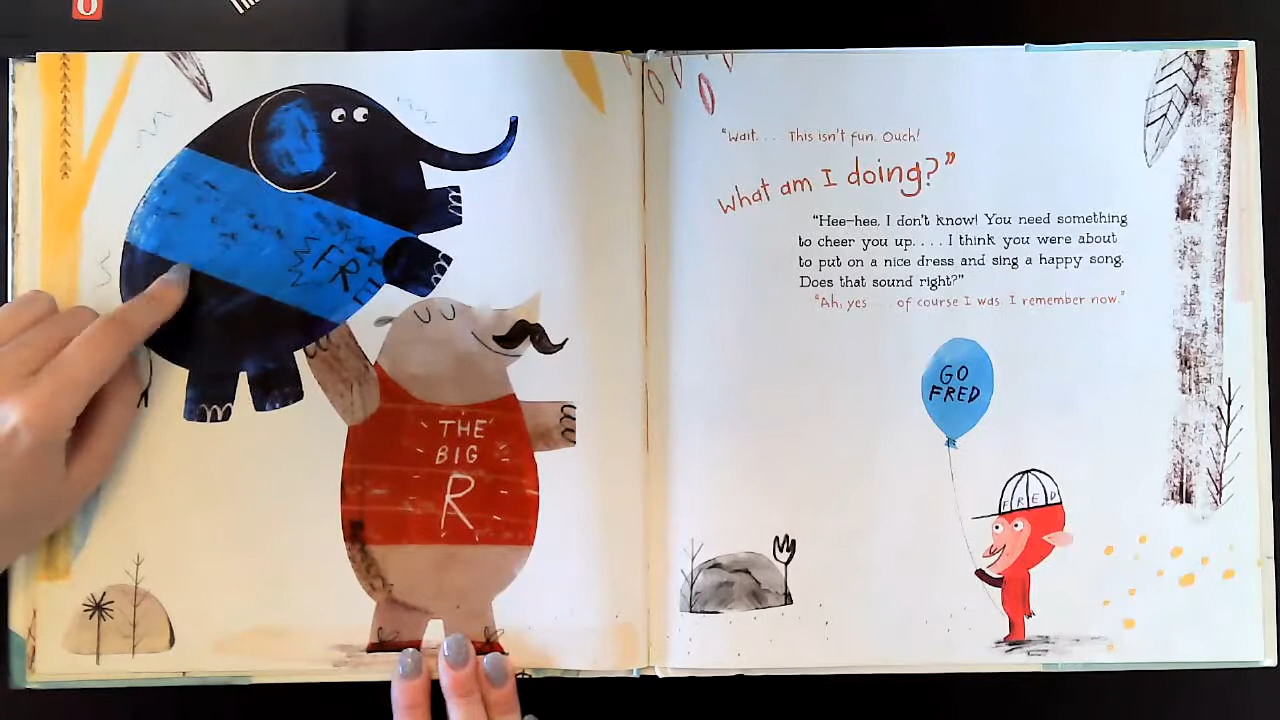 FRED
THE
BIG
R
"Wait. . . . This isn't fun. Ouch!
What am I doing?"
"Hee-hee, I don't know! You need something
to cheer you up. . . . I think you were about
to put on a nice dress and sing a happy song.
Does that sound right?"
"Ah, yes . . . of course I was. I remember now."
GO
FRED
FRED